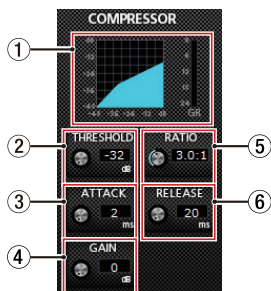 COMPRESSOR
1
GR
2
THRESHOLD
-32
dB
5
RATIO
3.0:1
3
ATTACK
2
ms
6
RELEASE
20
ms
4
GAIN
0
dB